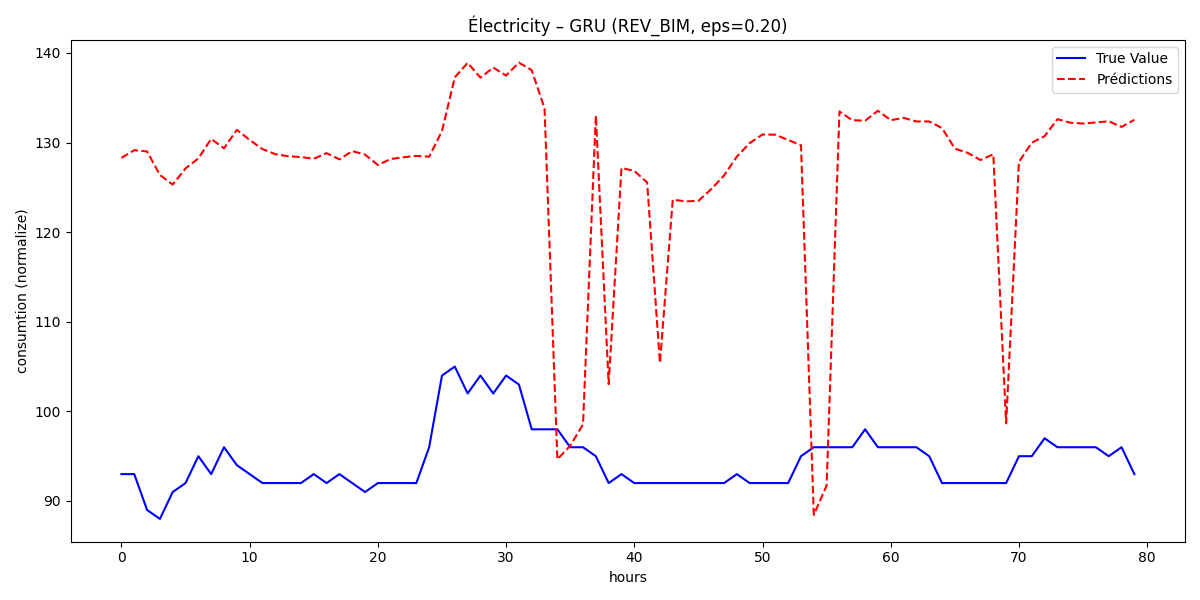 Électricity – GRU (REV_BIM, eps=0.20)
True Value
Prédictions
consumtion (normalize)
140
130
120
110
100
90
0 10 20 30 40 50 60 70 80
hours